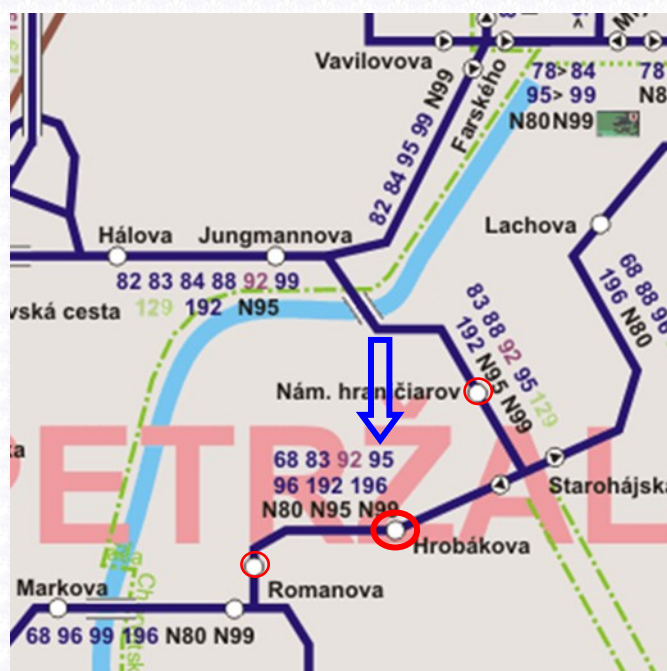 Vavilovova
Farského
78> 84
95> 99
N80 N99
78
N8
82 84 95 99 N99
Lachova
Hálova
Jungmannova
82 83 84 88 92 99
129 192 N95
vská cesta
83 88 92 95 129
192 N95 N99
68 88 96
196 N80
Nám. hraničiarov
PETRŽAL
68 83 92 95
96 192 196
N80 N95 N99
Starohájska
Hrobákova
Romanova
Markova
68 96 99 196 N80 N99